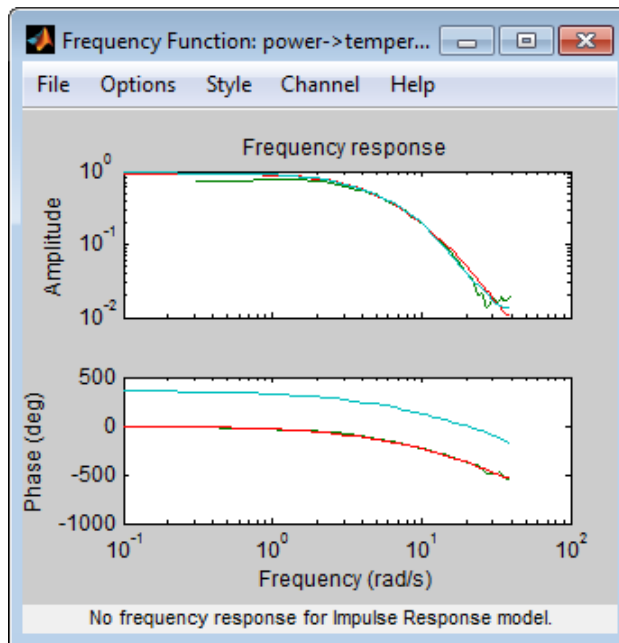 Frequency Function: power->temper...
File Options Style Channel Help
Frequency response
Amplitude
10^0
10^-1
10^-2
Phase (deg)
500
0
-500
-1000
10^-1 10^0 10^1 10^2
Frequency (rad/s)
No frequency response for Impulse Response model.